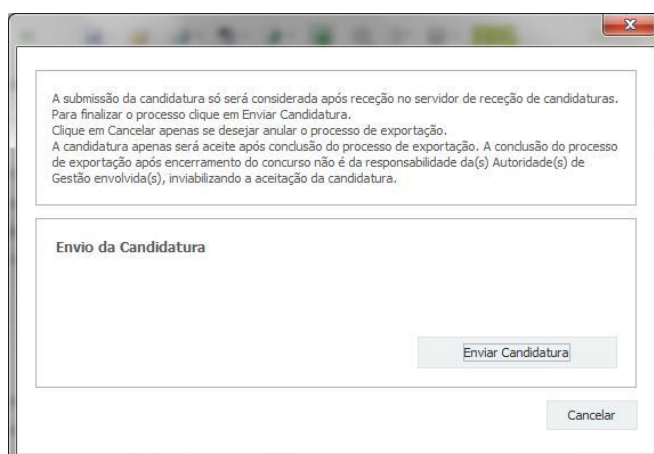 A submissão da candidatura só será considerada após receção no servidor de receção de candidaturas.
Para finalizar o processo clique em Enviar Candidatura.
Clique em Cancelar apenas se desejar anular o processo de exportação.
A candidatura apenas será aceite após conclusão do processo de exportação. A conclusão do processo
de exportação após encerramento do concurso não é da responsabilidade da(s) Autoridade(s) de
Gestão envolvida(s), inviabilizando a aceitação da candidatura.
Envio da Candidatura
Enviar Candidatura
Cancelar